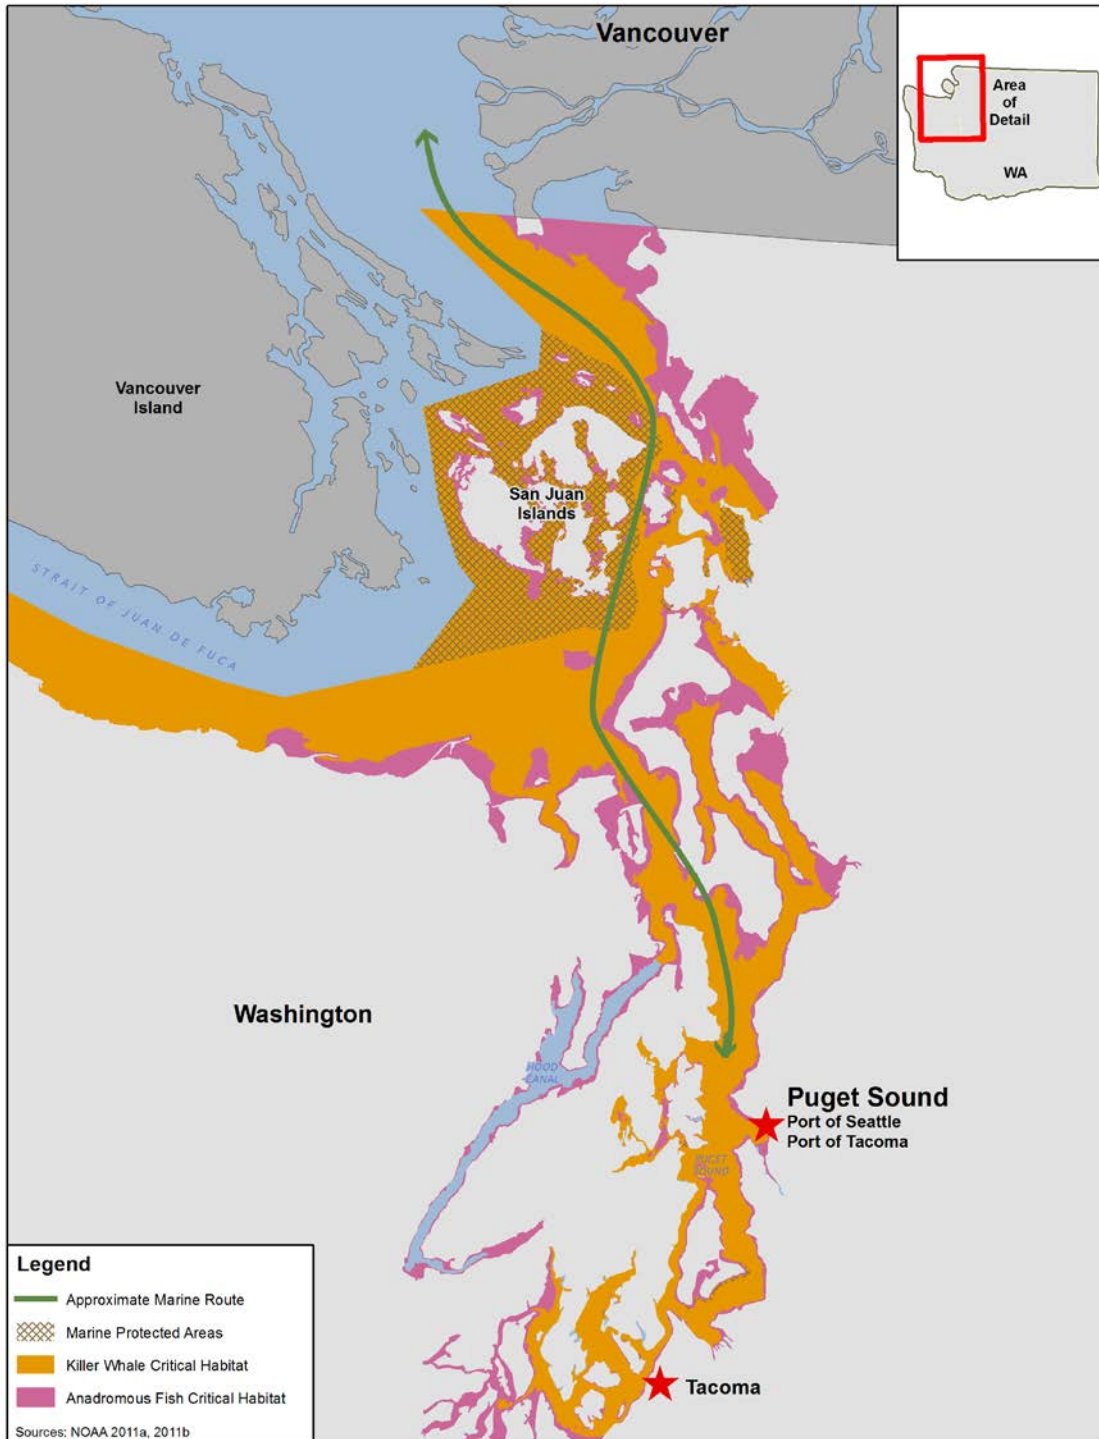 Vancouver
Area
of
Detail
WA
Vancouver
Island
San Juan
Islands
STRAIT OF JUAN DE FUCA
Washington
HOOD
CANAL
Puget Sound
Port of Seattle
Port of Tacoma
PUGET
SOUND
Tacoma
Legend
Approximate Marine Route
Marine Protected Areas
Killer Whale Critical Habitat
Anadromous Fish Critical Habitat
Sources: NOAA 2011a, 2011b